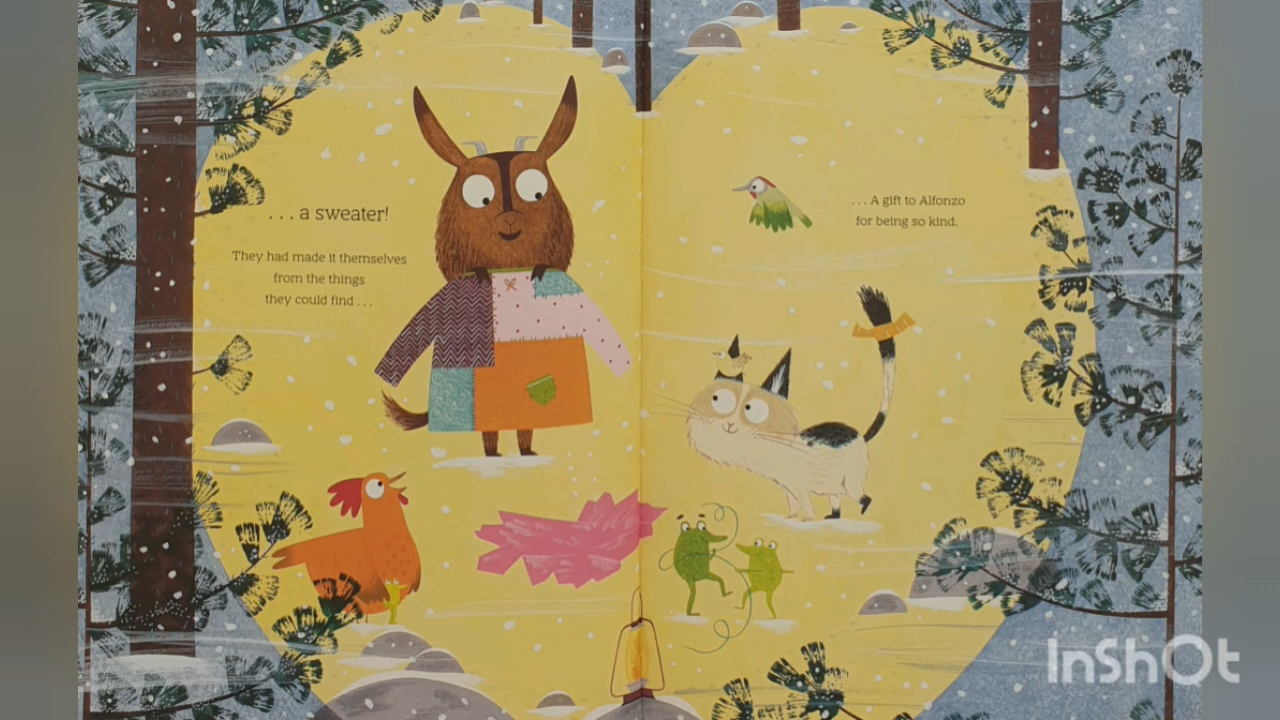 . . . a sweater!
They had made it themselves
from the things
they could find . . .
. . . A gift to Alfonzo
for being so kind.
InShOt